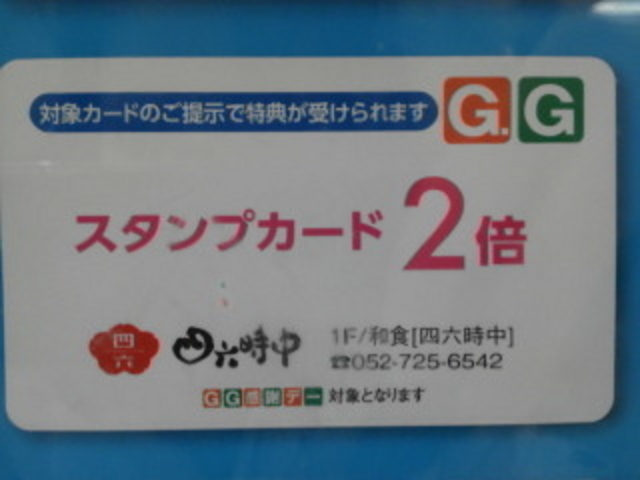 対象カードのご提示で特典が受けられます G.G
スタンプカード2倍
四六
四六時中
1F/和食[四六時中]
☎052-725-6542
GG感謝デー 対象となります